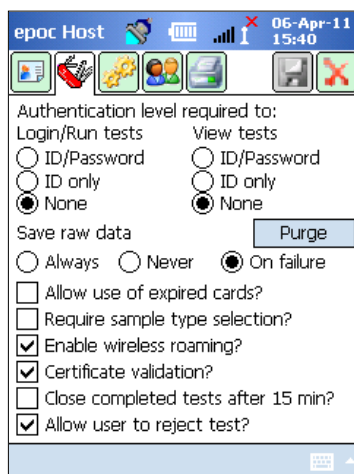 epoc Host 06-Apr-11
15:40
Authentication level required to:
Login/Run tests View tests
ID/Password ID/Password
ID only ID only
None None
Save raw data Purge
Always Never On failure
Allow use of expired cards?
Require sample type selection?
Enable wireless roaming?
Certificate validation?
Close completed tests after 15 min?
Allow user to reject test?